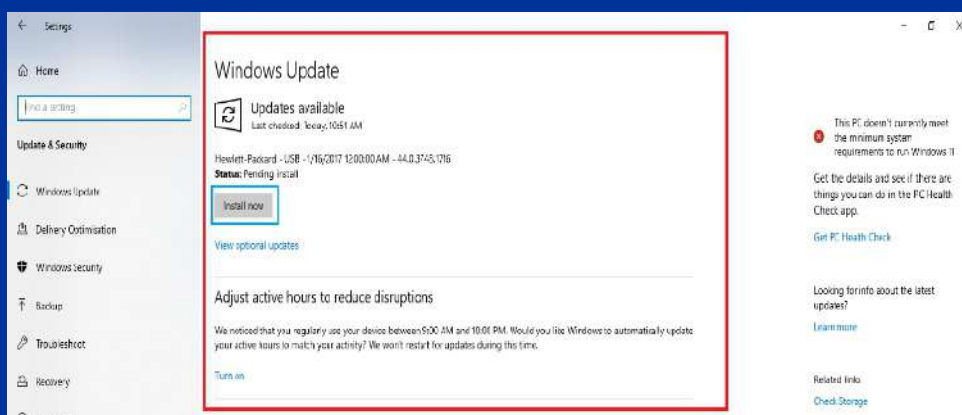 Settings
Home
Find a setting
Update & Security
Windows Update
Delivery Optimisation
Windows Security
Backup
Troubleshoot
Recovery
Windows Update
Updates available
Last checked: Today, 10:51 AM
Hewlett-Packard - USB - 1/16/2017 12:00:00 AM - 44.0.3748.1716
Status: Pending install
Install now
View optional updates
Adjust active hours to reduce disruptions
We noticed that you regularly use your device between 9:00 AM and 10:00 PM. Would you like Windows to automatically update
your active hours to match your activity? We won't restart for updates during this time.
Turn on
This PC doesn't currently meet
the minimum system
requirements to run Windows 11
Get the details and see if there are
things you can do in the PC Health
Check app.
Get PC Health Check
Looking for info about the latest
updates?
Learn more
Related links
Check Storage